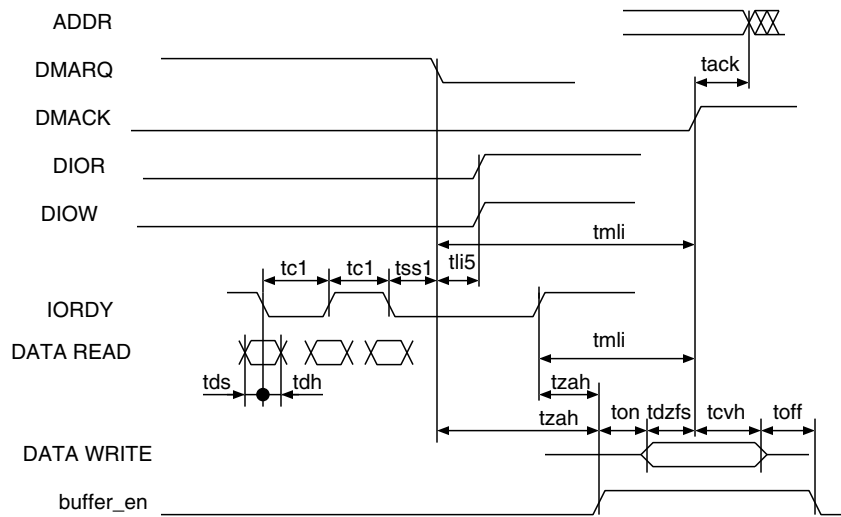 ADDR
DMARQ
tack
DMACK
DIOR
DIOW
tmli
tc1 tc1 tss1 tli5
IORDY
DATA READ
tmli
tds tdh
tzah
tzah ton tdzfs tcvh toff
DATA WRITE
buffer_en